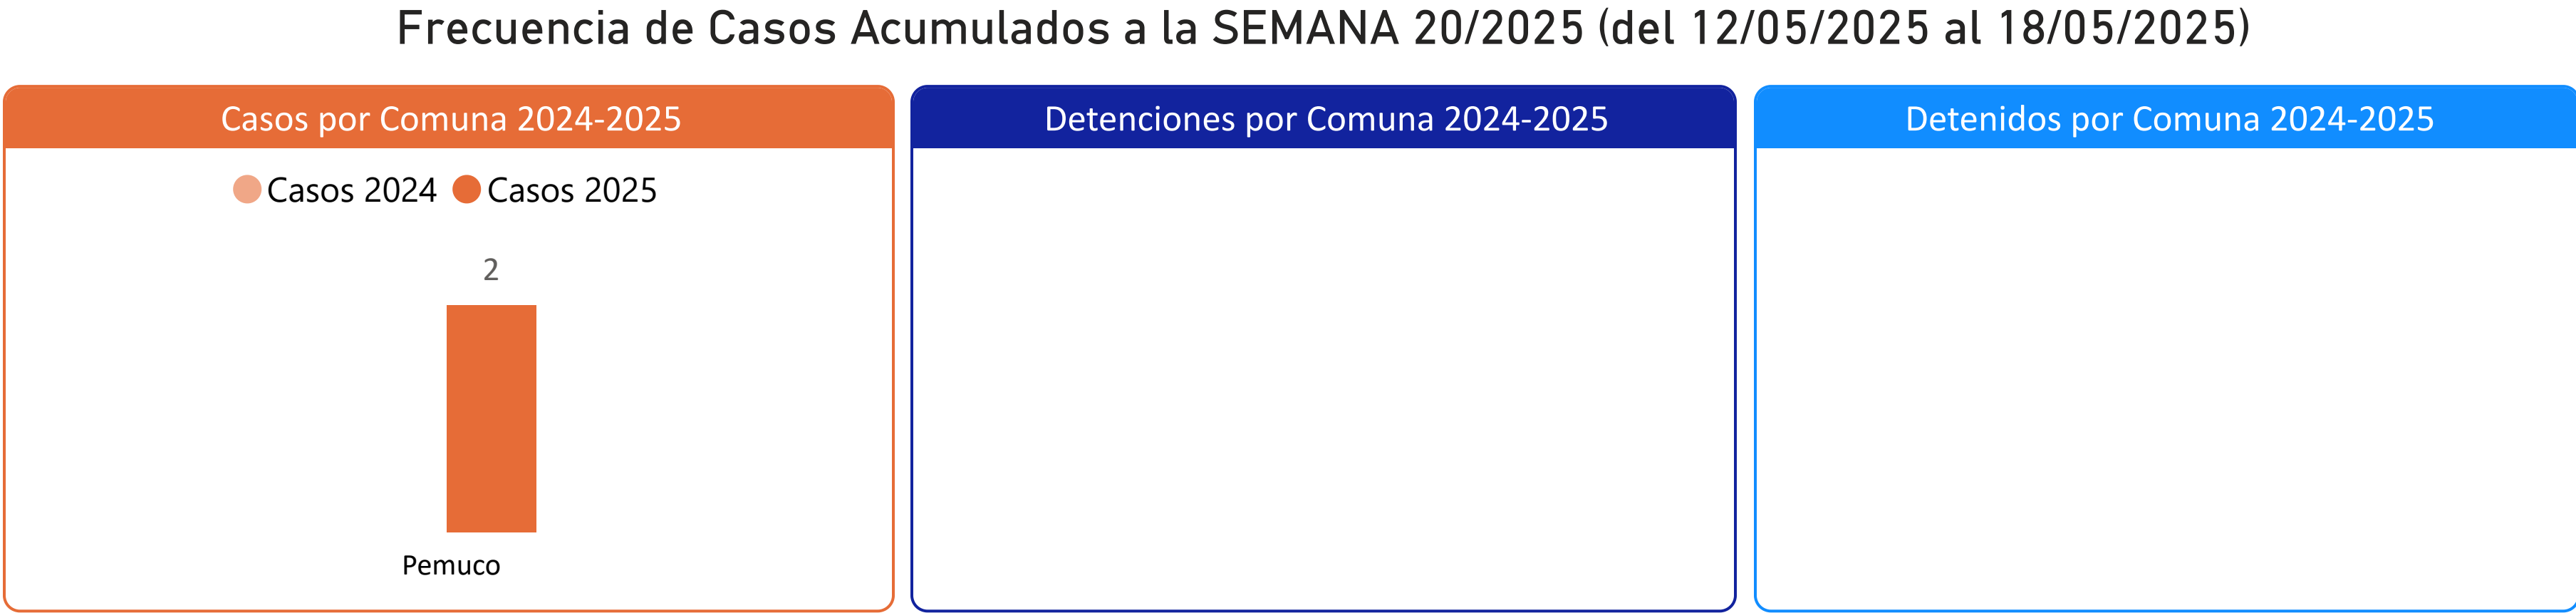 Frecuencia de Casos Acumulados a la SEMANA 20/2025 (del 12/05/2025 al 18/05/2025)
Casos por Comuna 2024-2025
Casos 2024 Casos 2025
2
Pemuco
Detenciones por Comuna 2024-2025
Detenidos por Comuna 2024-2025